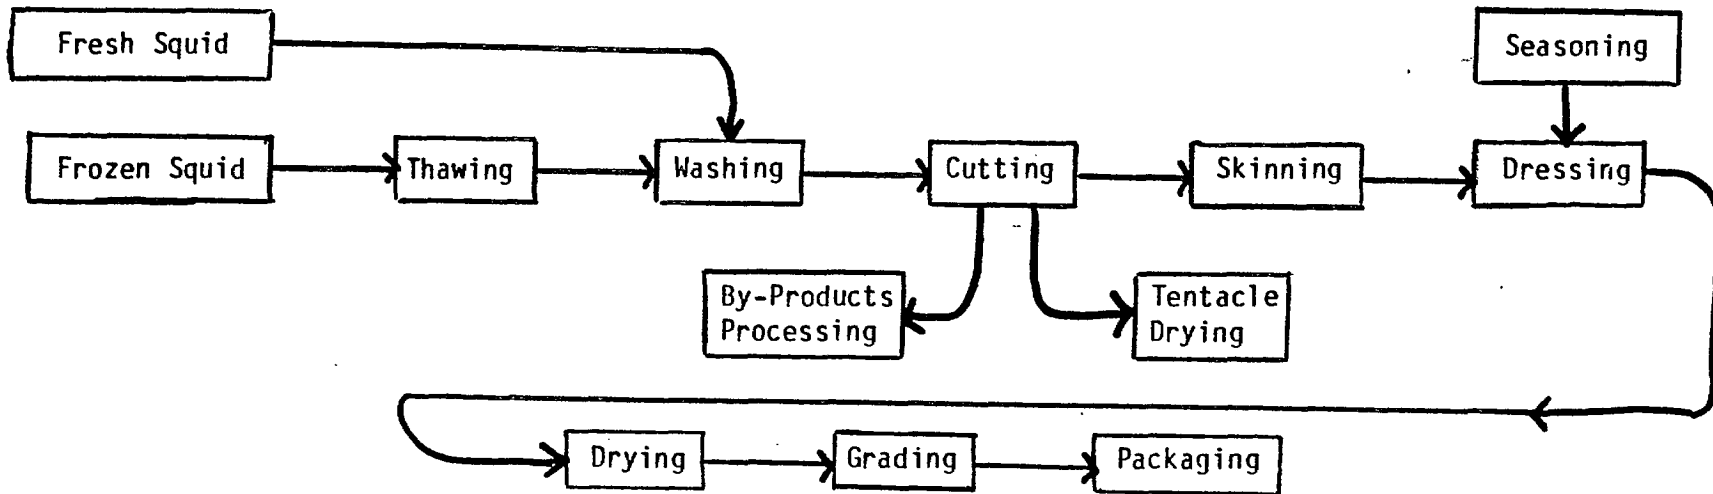 Fresh Squid
Seasoning
Frozen Squid
Thawing
Washing
Cutting
Skinning
Dressing
By-Products
Processing
Tentacle
Drying
Drying
Grading
Packaging